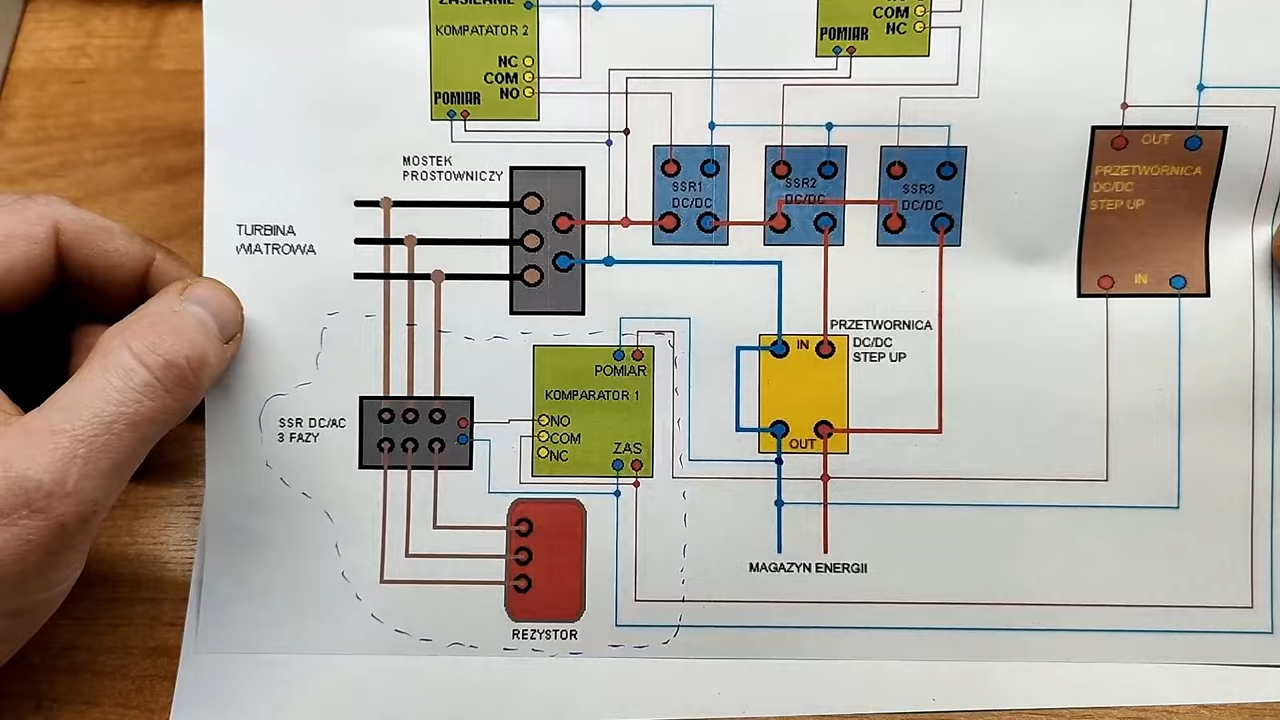 ZASILANIE
KOMPATATOR 2
NC
COM
NO
POMIAR
COM
NC
POMIAR
MOSTEK
PROSTOWNICZY
TURBINA
WIATROWA
SSR1
DC/DC
SSR2
DC/DC
SSR3
DC/DC
OUT
PRZETWORNICA
DC/DC
STEP UP
IN
PRZETWORNICA
DC/DC
STEP UP
IN
OUT
POMIAR
KOMPARATOR 1
NO
COM
NC
ZAS
SSR DC/AC
3 FAZY
REZYSTOR
MAGAZYN ENERGII